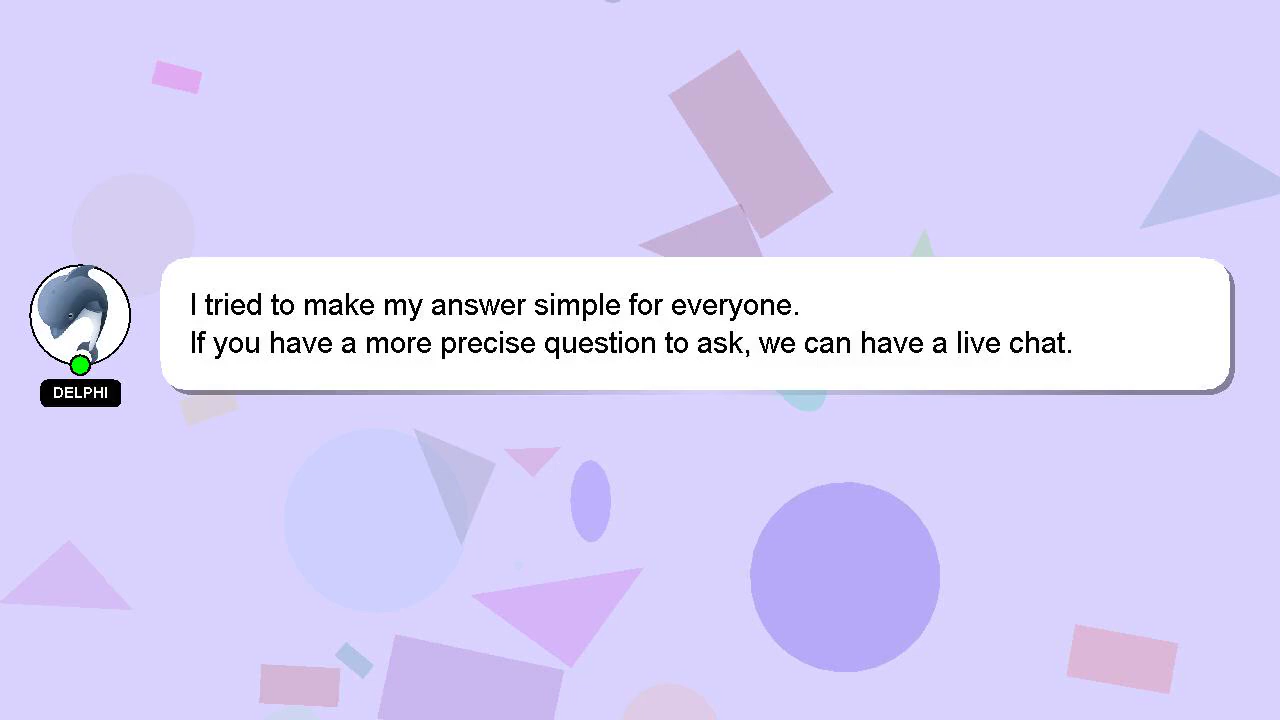 I tried to make my answer simple for everyone.
If you have a more precise question to ask, we can have a live chat.
DELPHI